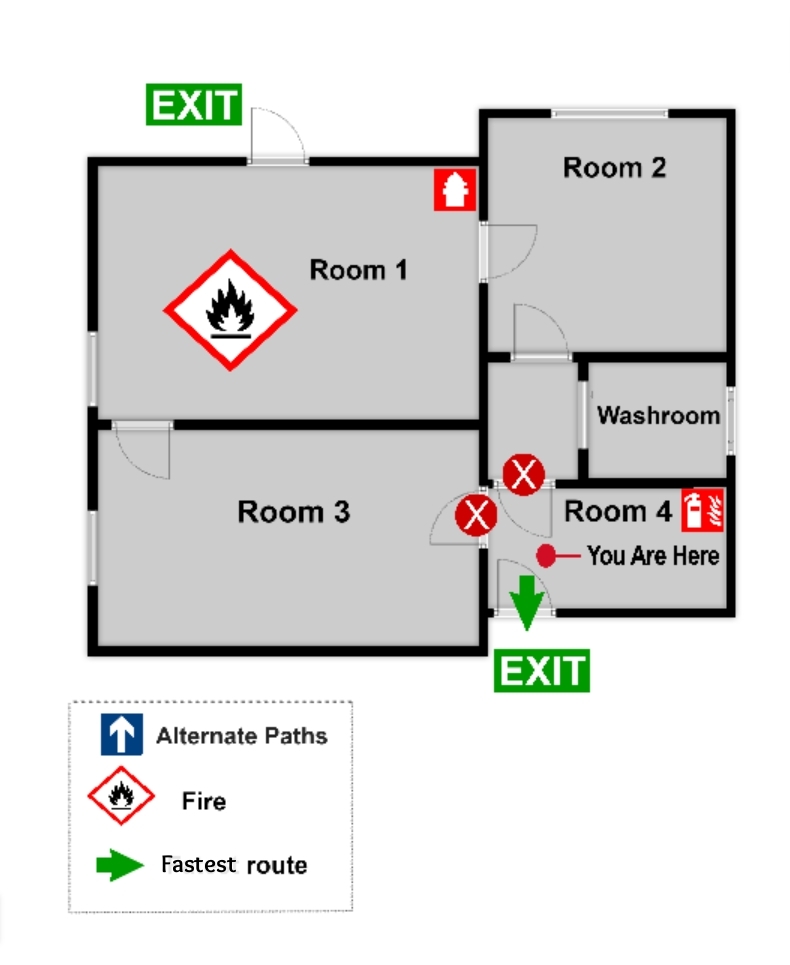 EXIT
Room 2
Room 1
Washroom
Room 3
X
X
Room 4
You Are Here
EXIT
Alternate Paths
Fire
Fastest route